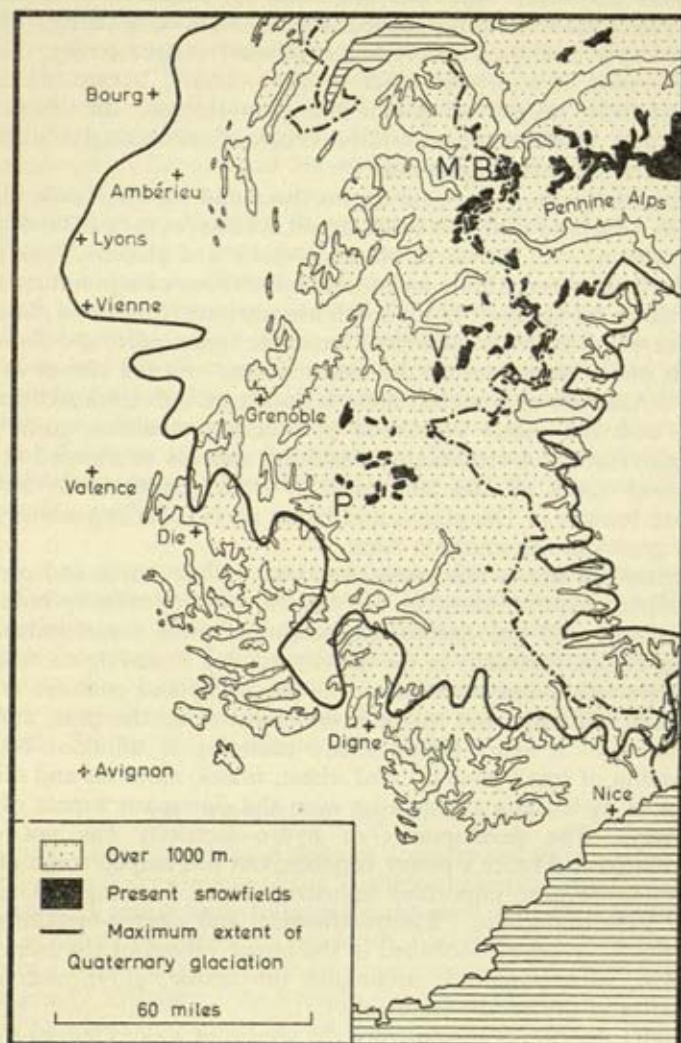 Bourg
M.B.
Pennine Alps
Ambérieu
Lyons
Vienne
V.
Grenoble
Valence
P.
Die
Digne
Avignon
Nice
Over 1000 m.
Present snowfields
Maximum extent of
Quaternary glaciation
60 miles